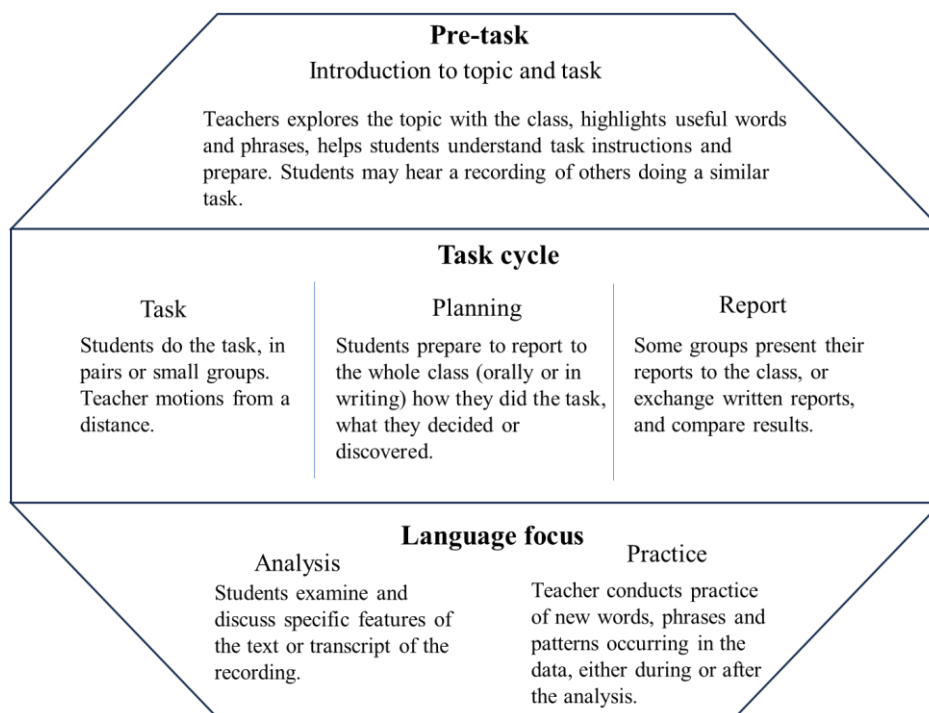 Pre-task
Introduction to topic and task
Teachers explores the topic with the class, highlights useful words
and phrases, helps students understand task instructions and
prepare. Students may hear a recording of others doing a similar
task.
Task cycle
Task
Students do the task, in
pairs or small groups.
Teacher motions from a
distance.
Planning
Students prepare to report to
the whole class (orally or in
writing) how they did the task,
what they decided or
discovered.
Report
Some groups present their
reports to the class, or
exchange written reports,
and compare results.
Language focus
Analysis
Students examine and
discuss specific features of
the text or transcript of the
recording.
Practice
Teacher conducts practice
of new words, phrases and
patterns occurring in the
data, either during or after
the analysis.